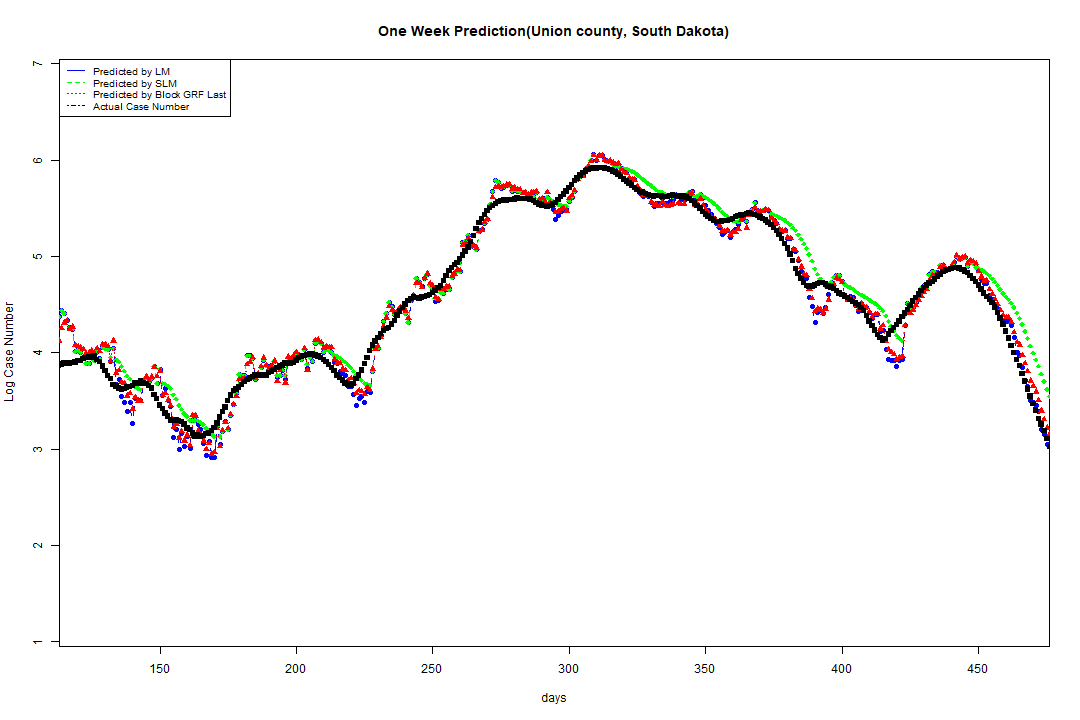 One Week Prediction(Union county, South Dakota)
7
Predicted by LM
Predicted by SLM
Predicted by Block GRF Last
Actual Case Number
6
5
4
3
2
1
Log Case Number
150 200 250 300 350 400 450
days